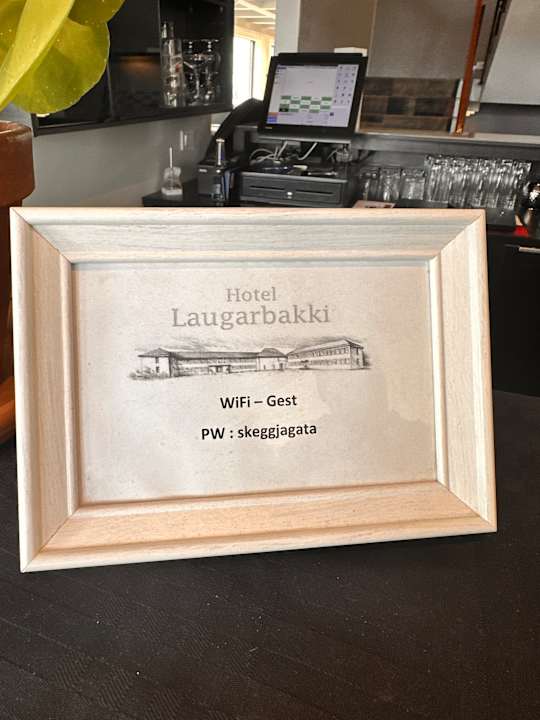 Hotel
Laugarbakki
WiFi – Gest
PW : skeggjagata